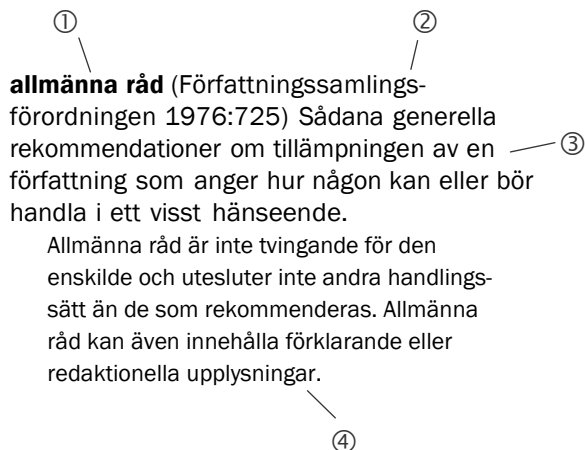 ① ②
allmänna råd (Författningssamlings-
förordningen 1976:725) Sådana generella
rekommendationer om tillämpningen av en ③
författning som anger hur någon kan eller bör
handla i ett visst hänseende.
Allmänna råd är inte tvingande för den
enskilde och utesluter inte andra handlings-
sätt än de som rekommenderas. Allmänna
råd kan även innehålla förklarande eller
redaktionella upplysningar.
④